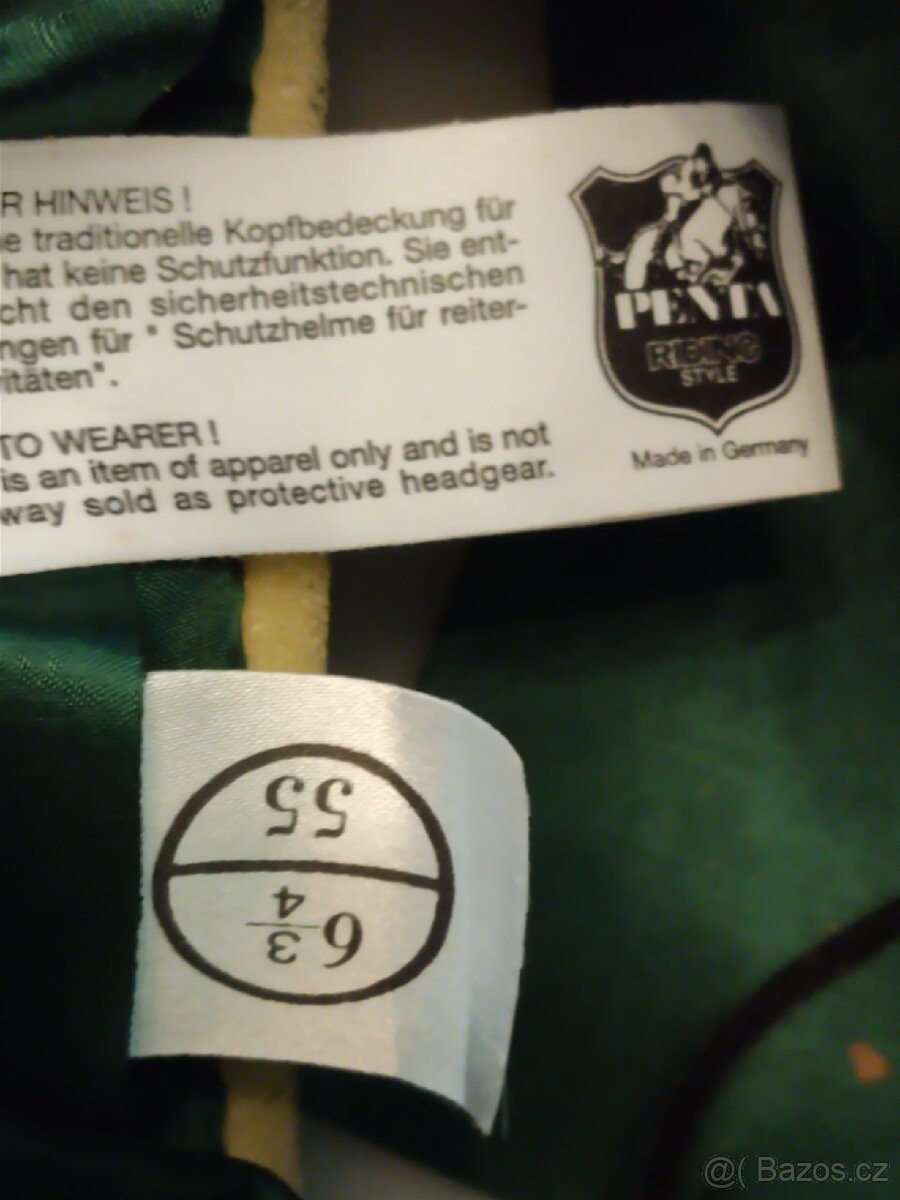 R HINWEIS !
e traditionelle Kopfbedeckung für
hat keine Schutzfunktion. Sie ent-
cht den sicherheitstechnischen
ngen für " Schutzhelme für reiter-
itäten".
TO WEARER !
is an item of apparel only and is not
way sold as protective headgear.
PENTA
RIDING
STYLE
Made in Germany
6 3/4
55
@( Bazos.cz